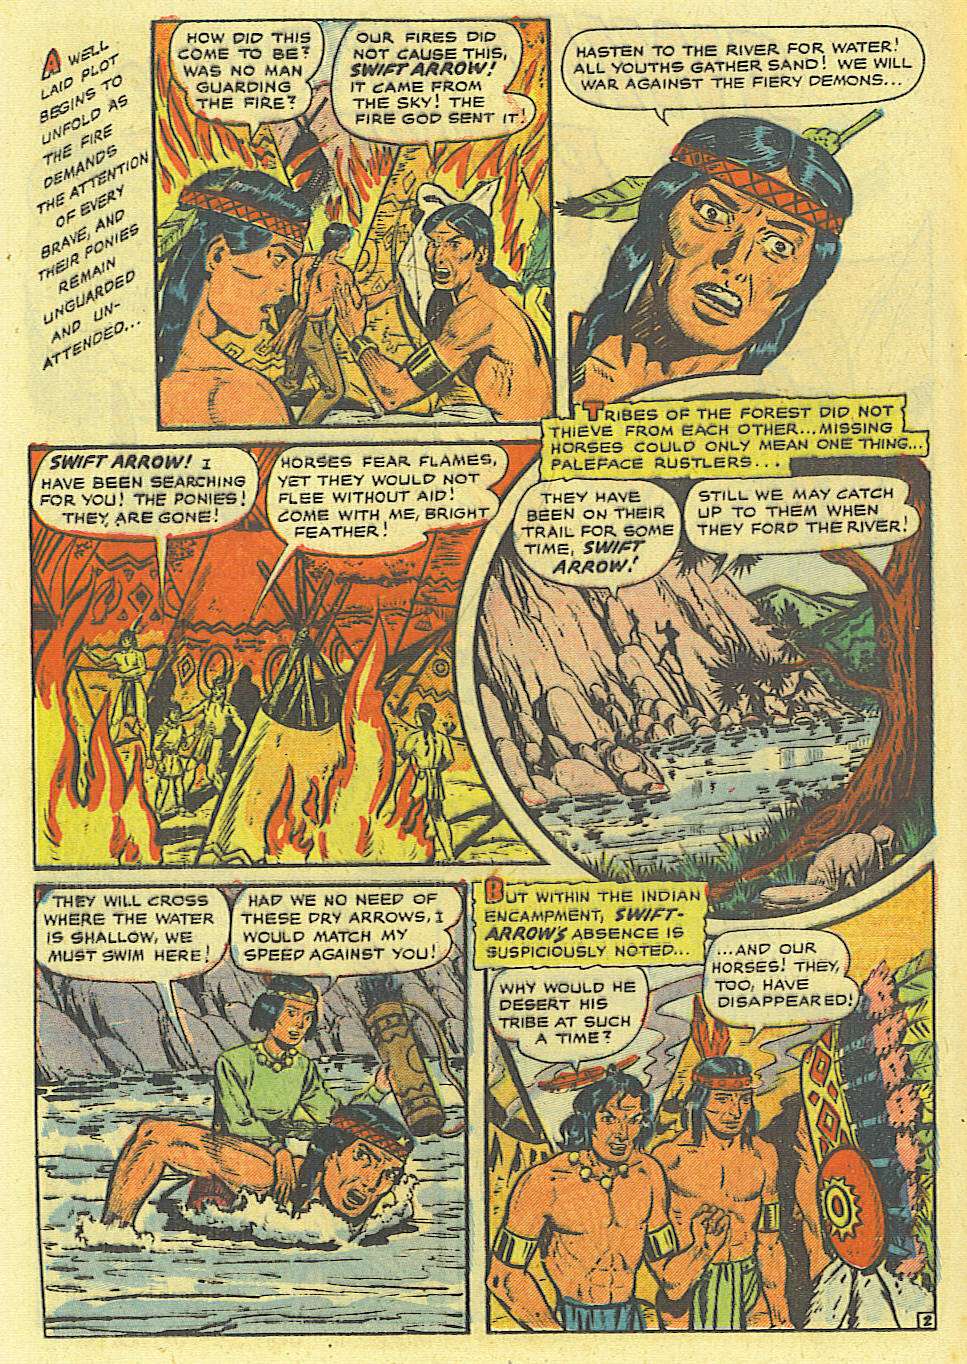 A WELL
LAID PLOT
BEGINS TO
UNFOLD AS
THE FIRE
DEMANDS
THE ATTENTION
OF EVERY
BRAVE, AND
THEIR PONIES
REMAIN
UNGUARDED
AND UN-
ATTENDED...
HOW DID THIS
COME TO BE?
WAS NO MAN
GUARDING
THE FIRE?
OUR FIRES DID
NOT CAUSE THIS,
SWIFT ARROW!
IT CAME FROM
THE SKY! THE
FIRE GOD SENT IT!
HASTEN TO THE RIVER FOR WATER!
ALL YOUTHS GATHER SAND! WE WILL
WAR AGAINST THE FIERY DEMONS...
SWIFT ARROW! I
HAVE BEEN SEARCHING
FOR YOU! THE PONIES!
THEY, ARE GONE!
HORSES FEAR FLAMES,
YET THEY WOULD NOT
FLEE WITHOUT AID!
COME WITH ME, BRIGHT
FEATHER!
TRIBES OF THE FOREST DID NOT
THIEVE FROM EACH OTHER... MISSING
HORSES COULD ONLY MEAN ONE THING...
PALEFACE RUSTLERS...
THEY HAVE
BEEN ON THEIR
TRAIL FOR SOME
TIME, SWIFT
ARROW!
STILL WE MAY CATCH
UP TO THEM WHEN
THEY FORD THE RIVER!
THEY WILL CROSS
WHERE THE WATER
IS SHALLOW, WE
MUST SWIM HERE!
HAD WE NO NEED OF
THESE DRY ARROWS, I
WOULD MATCH MY
SPEED AGAINST YOU!
BUT WITHIN THE INDIAN
ENCAMPMENT, SWIFT-
ARROW'S ABSENCE IS
SUSPICIOUSLY NOTED...
WHY WOULD HE
DESERT HIS
TRIBE AT SUCH
A TIME?
...AND OUR
HORSES! THEY,
TOO, HAVE
DISAPPEARED!
2